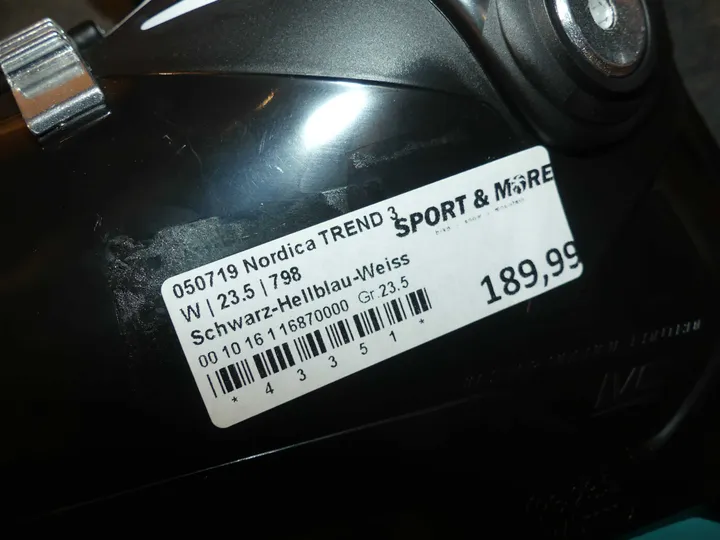 050719 Nordica TREND 3
SPORT & MORE
W | 23.5 | 798
Schwarz-Hellblau-Weiss
189,99
00 10 16 1 16870000 Gr.23.5
* 4 3 3 5 1 *